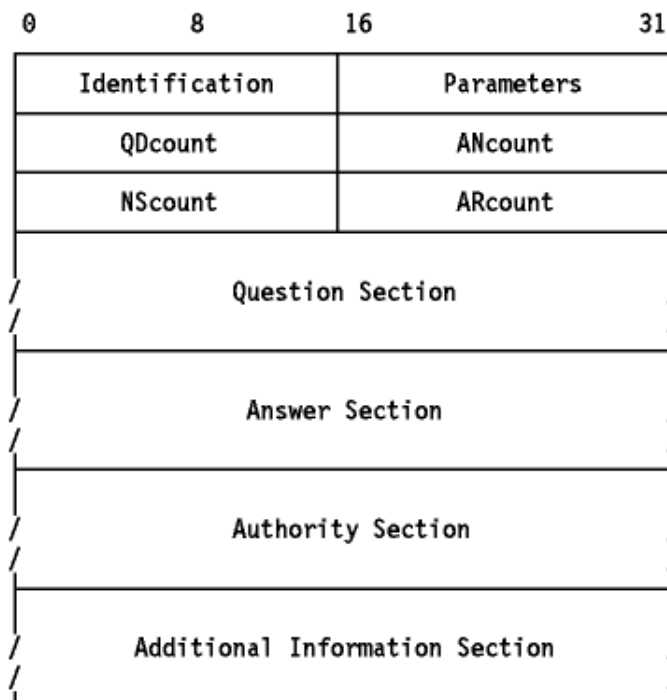 0 8 16 31
Identification Parameters
QDcount ANcount
NScount ARcount
Question Section
Answer Section
Authority Section
Additional Information Section